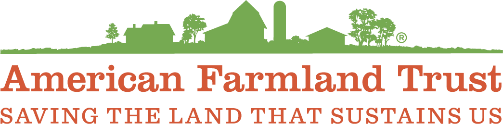 ®
American Farmland Trust
SAVING THE LAND THAT SUSTAINS US